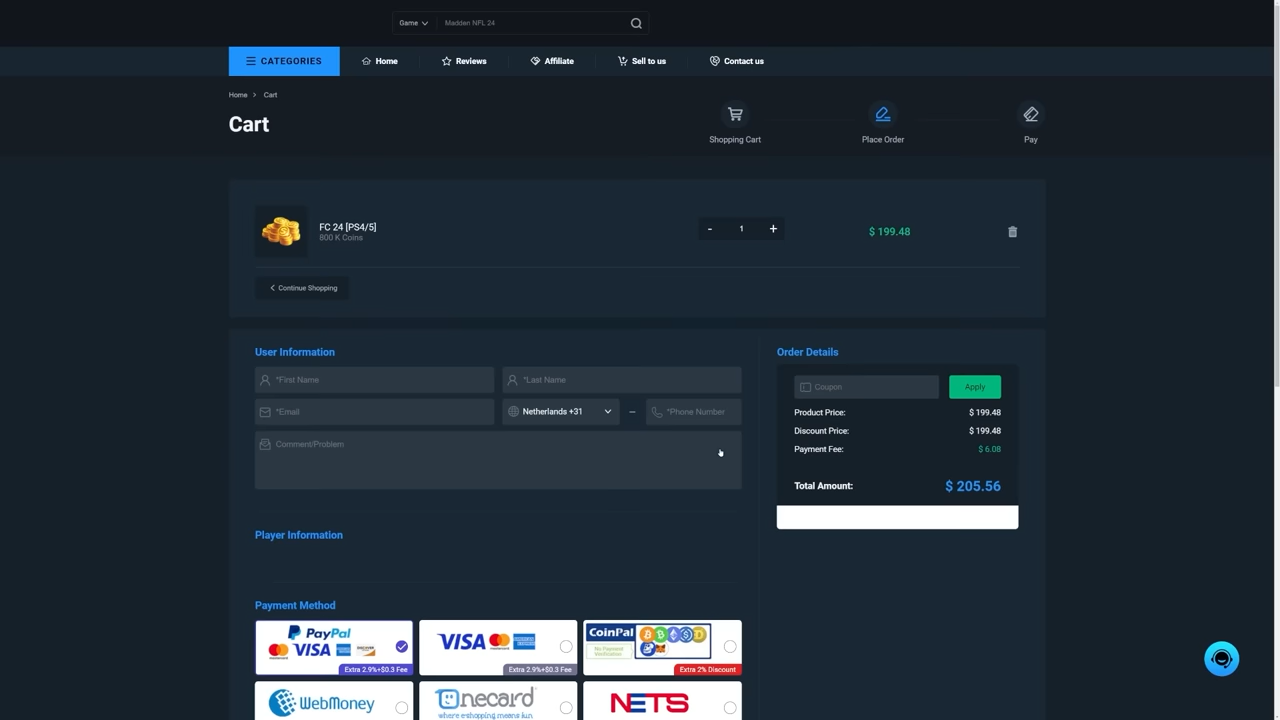 Game
Madden NFL 24
CATEGORIES
Home
Reviews
Affiliate
Sell to us
Contact us
Home > Cart
Cart
Shopping Cart
Place Order
Pay
FC 24 [PS4/5]
800 K Coins
- 1 +
$ 199.48
Continue Shopping
User Information
*First Name
*Last Name
*Email
Netherlands +31
*Phone Number
Comment/Problem
Order Details
Coupon
Apply
Product Price: $ 199.48
Discount Price: $ 199.48
Payment Fee: $ 6.08
Total Amount: $ 205.56
Player Information
Payment Method
PayPal
VISA
DISCOVER
Extra 2.9%+$0.3 Fee
VISA
Extra 2.9%+$0.3 Fee
CoinPal
No Payment
Verification
Extra 2% Discount
WebMoney
onecard
where e-shopping means fun
NETS